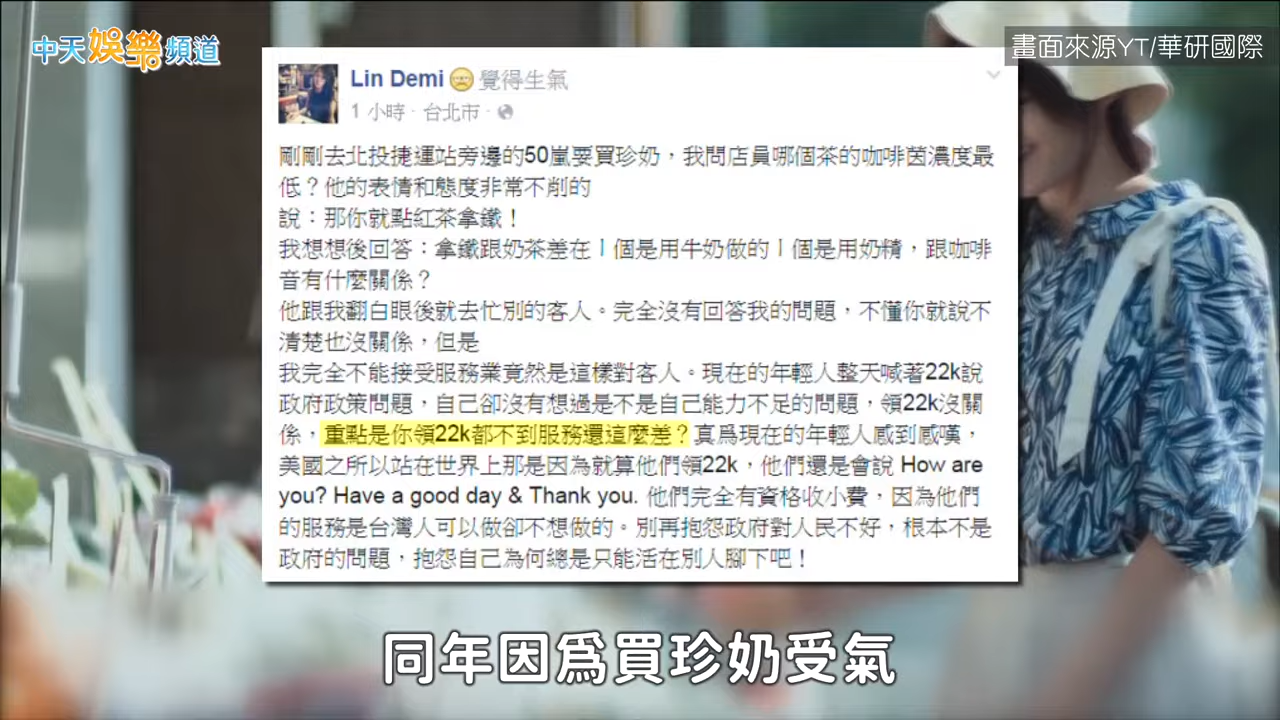 中天娛樂頻道
畫面來源YT/華研國際
Lin Demi 覺得生氣
1 小時 · 台北市 ·
剛剛去北投捷運站旁邊的50嵐要買珍奶，我問店員哪個茶的咖啡茵濃度最
低？他的表情和態度非常不削的
說：那你就點紅茶拿鐵！
我想想後回答：拿鐵跟奶茶差在１個是用牛奶做的１個是用奶精，跟咖啡
音有什麼關係？
他跟我翻白眼後就去忙別的客人。完全沒有回答我的問題，不懂你就說不
清楚也沒關係，但是
我完全不能接受服務業竟然是這樣對客人。現在的年輕人整天喊著22k說
政府政策問題，自己卻沒有想過是不是自己能力不足的問題，領22k沒關
係，重點是你領22k都不到服務還這麼差？真為現在的年輕人感到感嘆，
美國之所以站在世界上那是因為就算他們領22k，他們還是會說 How are
you? Have a good day & Thank you. 他們完全有資格收小費，因為他們
的服務是台灣人可以做卻不想做的。別再抱怨政府對人民不好，根本不是
政府的問題，抱怨自己為何總是只能活在別人腳下吧！
同年因爲買珍奶受氣